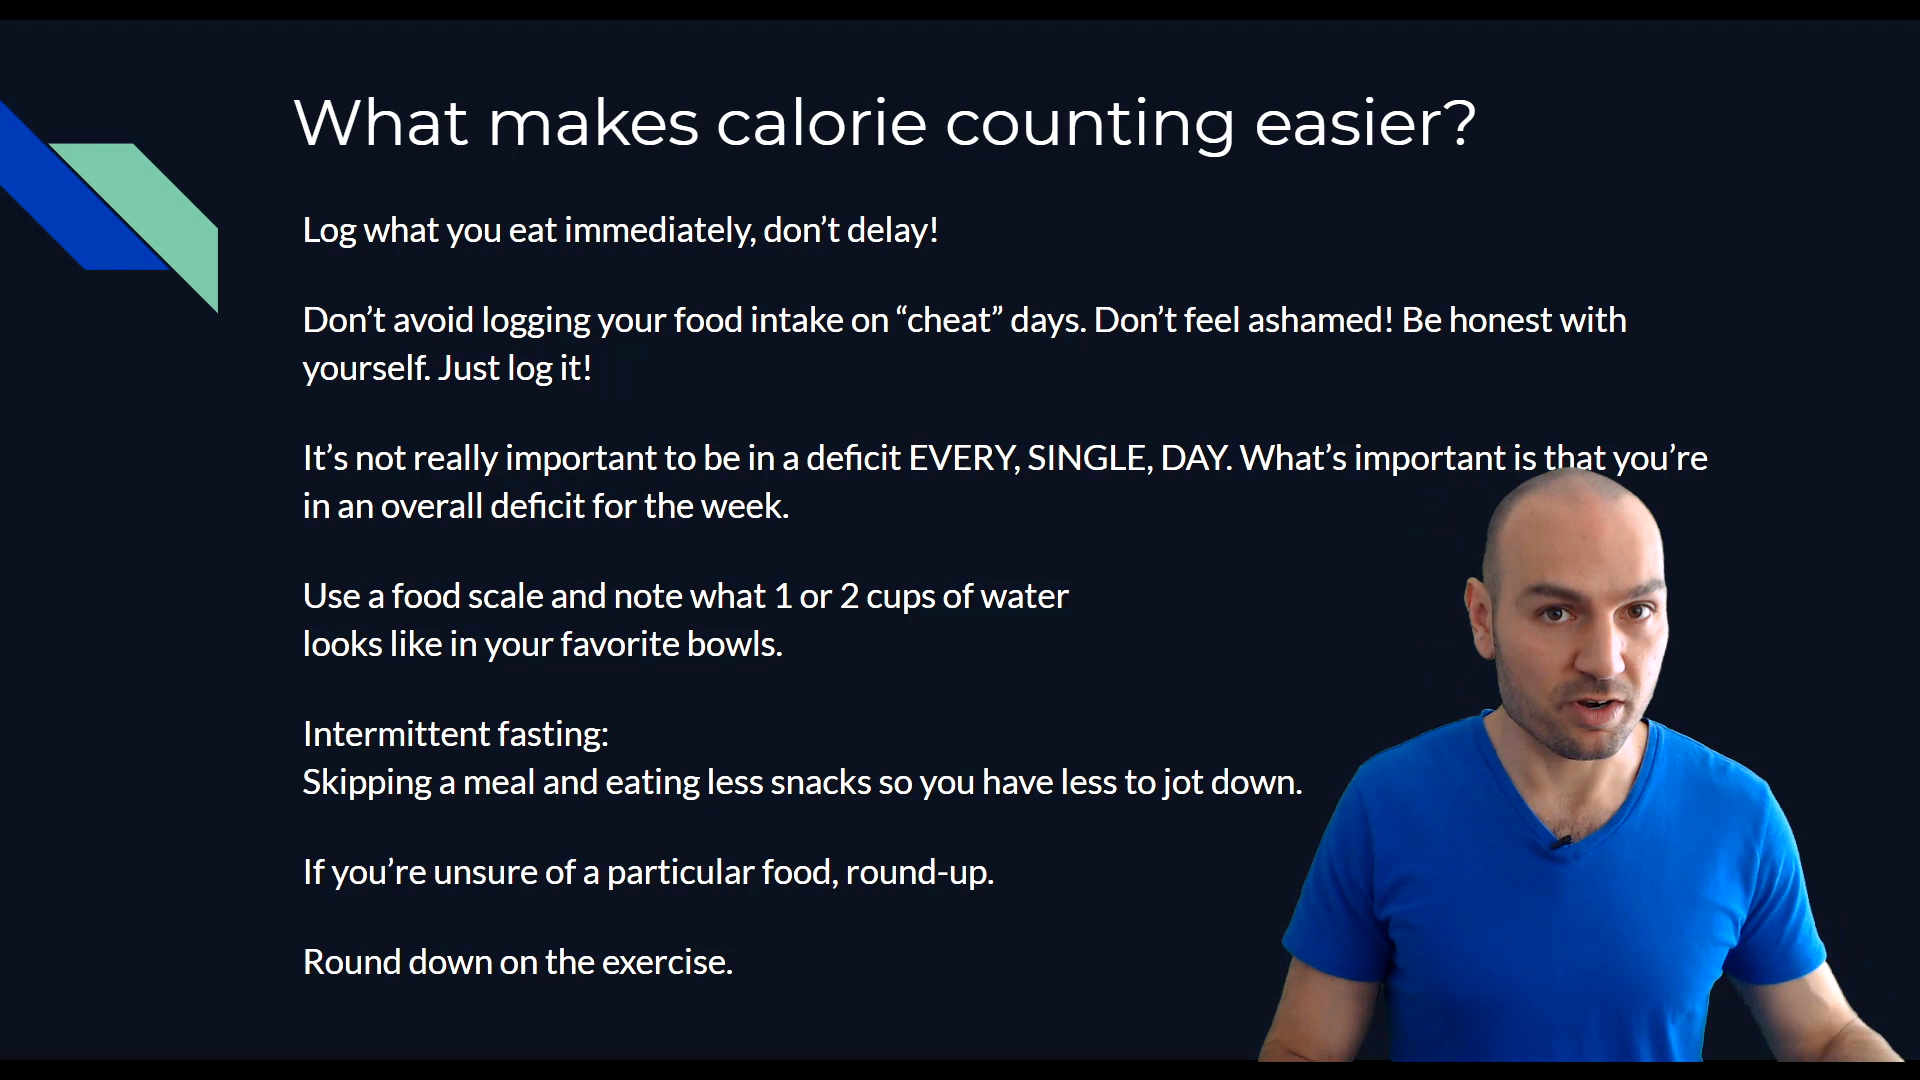 What makes calorie counting easier?
Log what you eat immediately, don’t delay!
Don’t avoid logging your food intake on “cheat” days. Don’t feel ashamed! Be honest with
yourself. Just log it!
It’s not really important to be in a deficit EVERY, SINGLE, DAY. What’s important is that you’re
in an overall deficit for the week.
Use a food scale and note what 1 or 2 cups of water
looks like in your favorite bowls.
Intermittent fasting:
Skipping a meal and eating less snacks so you have less to jot down.
If you’re unsure of a particular food, round-up.
Round down on the exercise.